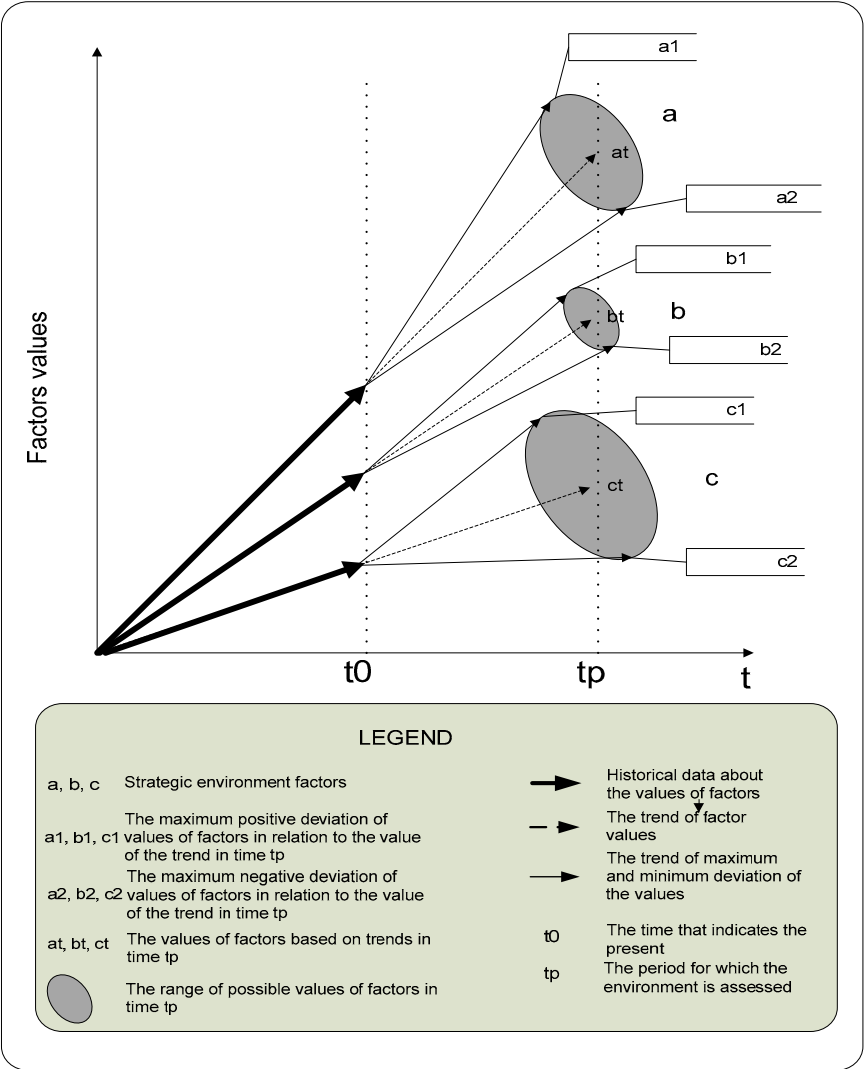 a1
a
at
a2
b1
b
bt
b2
c1
c
ct
c2
Factors values
t0
tp
t
LEGEND
a, b, c
Strategic environment factors
a1, b1, c1
The maximum positive deviation of
values of factors in relation to the value
of the trend in time tp
a2, b2, c2
The maximum negative deviation of
values of factors in relation to the value
of the trend in time tp
at, bt, ct
The values of factors based on trends in
time tp
The range of possible values of factors in
time tp
Historical data about
the values of factors
The trend of factor
values
The trend of maximum
and minimum deviation of
the values
t0
The time that indicates the
present
tp
The period for which the
environment is assessed